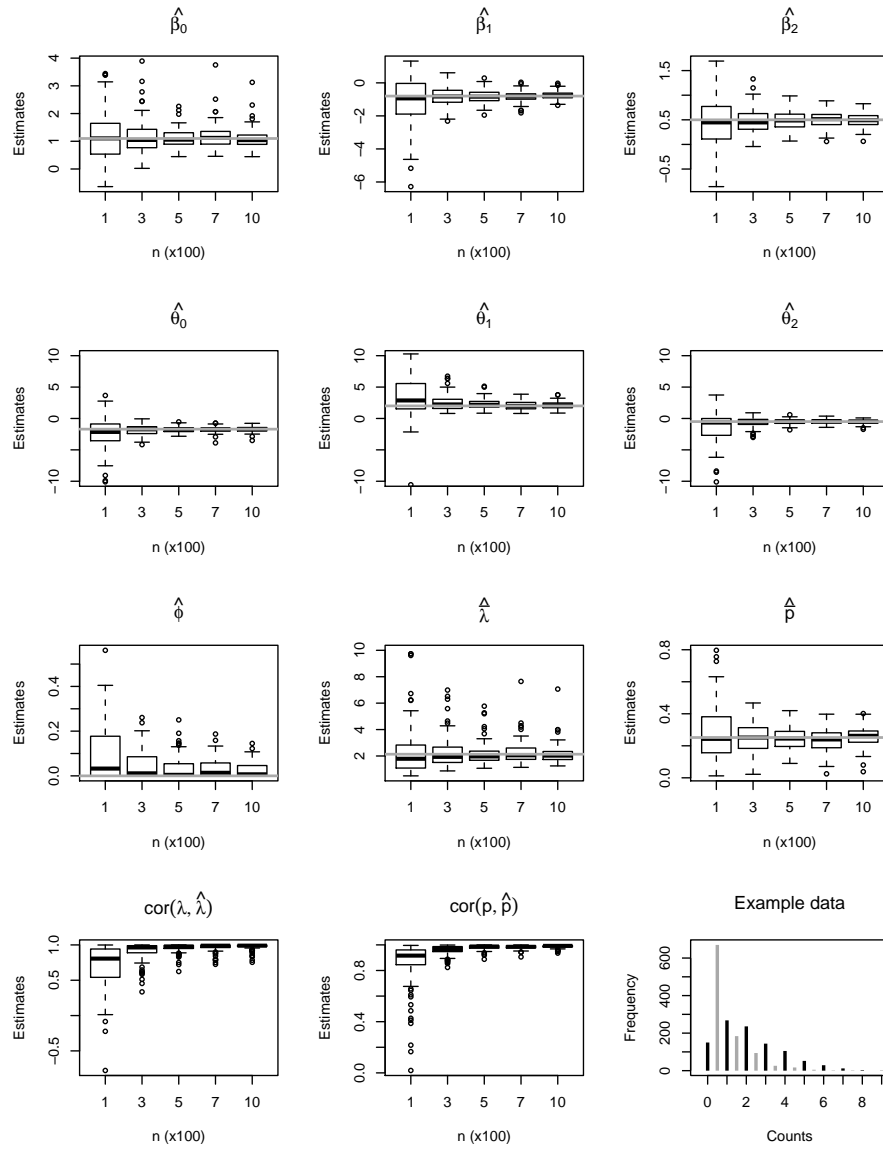 β̂₀ β̂₁ β̂₂
Estimates 0 1 2 3 4
1 3 5 7 10
n (x100)
Estimates −6 −4 −2 0
1 3 5 7 10
n (x100)
Estimates −0.5 0.5 1.5
1 3 5 7 10
n (x100)
θ̂₀ θ̂₁ θ̂₂
Estimates −10 0 5 10
1 3 5 7 10
n (x100)
Estimates −10 0 5 10
1 3 5 7 10
n (x100)
Estimates −10 0 5 10
1 3 5 7 10
n (x100)
ϕ̂ λ̂̄ p̂̄
Estimates 0.0 0.2 0.4
1 3 5 7 10
n (x100)
Estimates 2 4 6 8 10
1 3 5 7 10
n (x100)
Estimates 0.0 0.4 0.8
1 3 5 7 10
n (x100)
cor(λ, λ̂) cor(p, p̂) Example data
Estimates −0.5 0.5 1.0
1 3 5 7 10
n (x100)
Estimates 0.0 0.4 0.8
1 3 5 7 10
n (x100)
Frequency 0 200 400 600
0 2 4 6 8
Counts